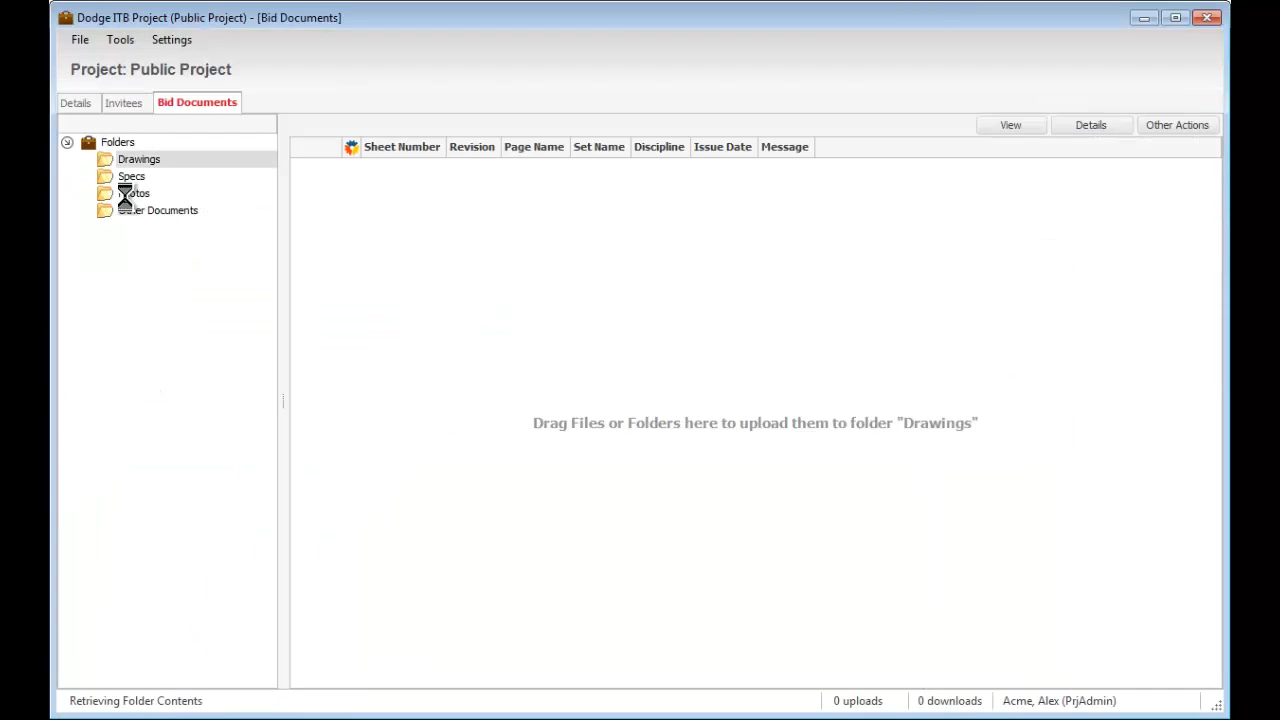 Dodge ITB Project (Public Project) - [Bid Documents]
File Tools Settings
Project: Public Project
Details Invitees Bid Documents
View Details Other Actions
Folders
Drawings
Specs
Other Documents
Sheet Number Revision Page Name Set Name Discipline Issue Date Message
Drag Files or Folders here to upload them to folder "Drawings"
Retrieving Folder Contents 0 uploads 0 downloads Acme, Alex (PrjAdmin)